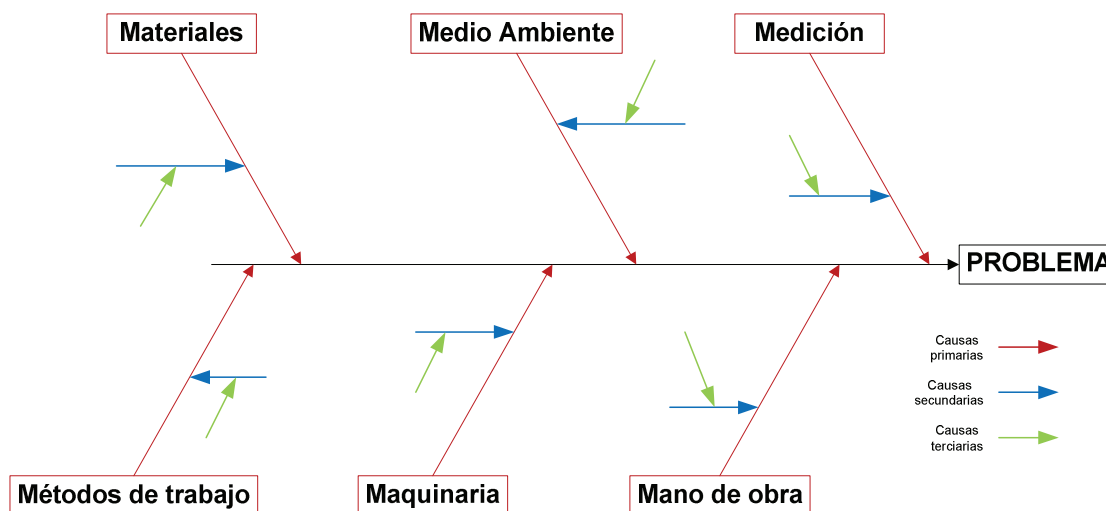 Materiales
Medio Ambiente
Medición
PROBLEMA
Causas
primarias
Causas
secundarias
Causas
terciarias
Métodos de trabajo
Maquinaria
Mano de obra